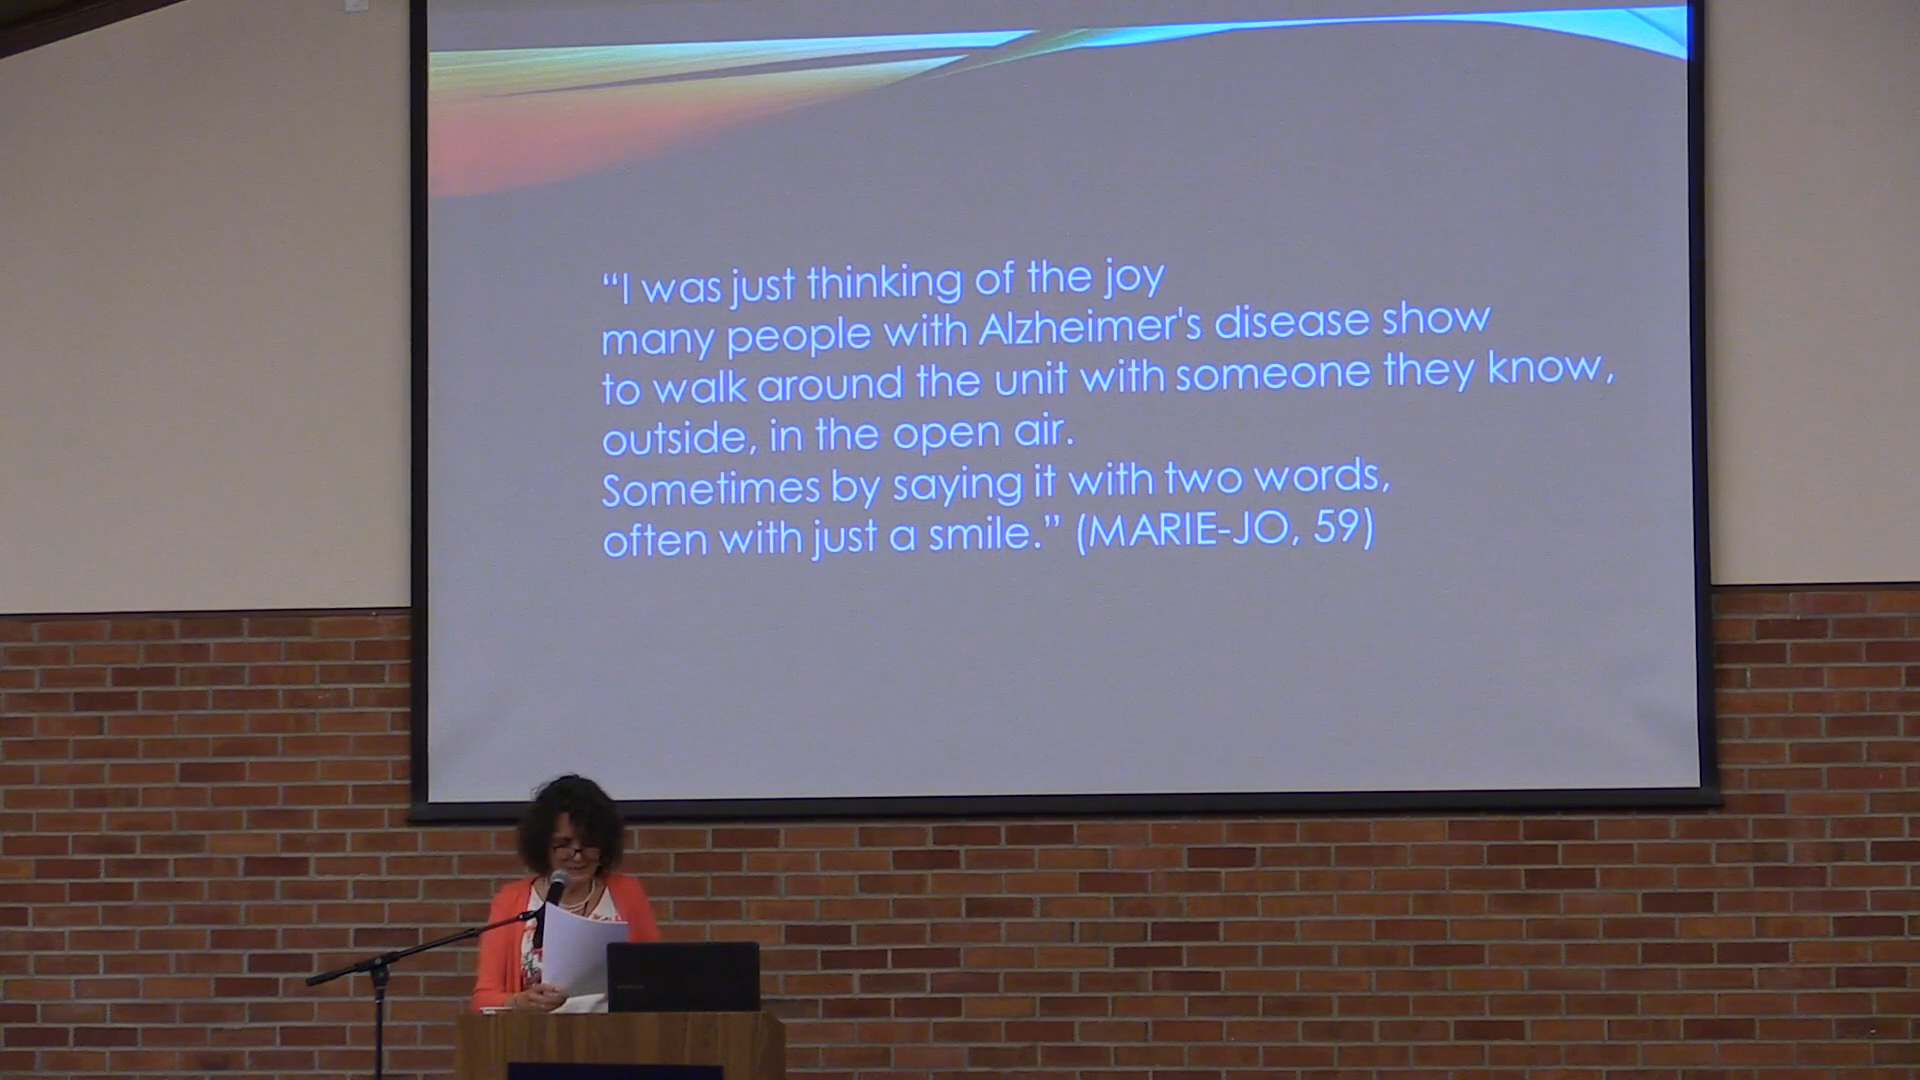 “I was just thinking of the joy
many people with Alzheimer's disease show
to walk around the unit with someone they know,
outside, in the open air.
Sometimes by saying it with two words,
often with just a smile.” (MARIE-JO, 59)